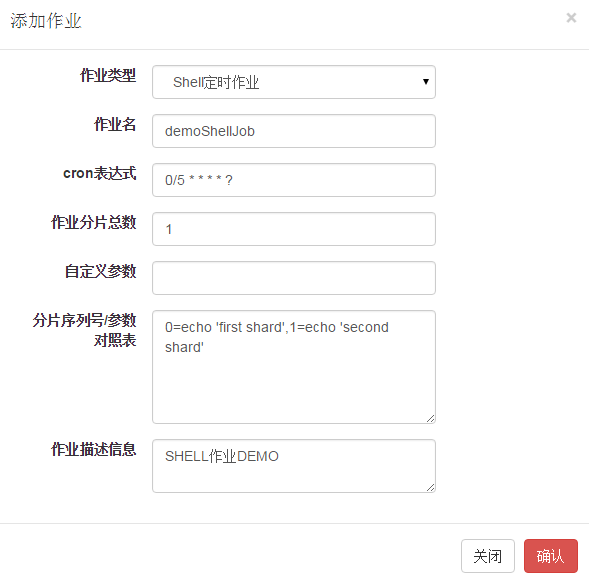 添加作业 ×
作业类型 Shell定时作业
作业名 demoShellJob
cron表达式 0/5 * * * * ?
作业分片总数 1
自定义参数
分片序列号/参数 0=echo 'first shard',1=echo 'second
对照表 shard'
作业描述信息 SHELL作业DEMO
关闭 确认